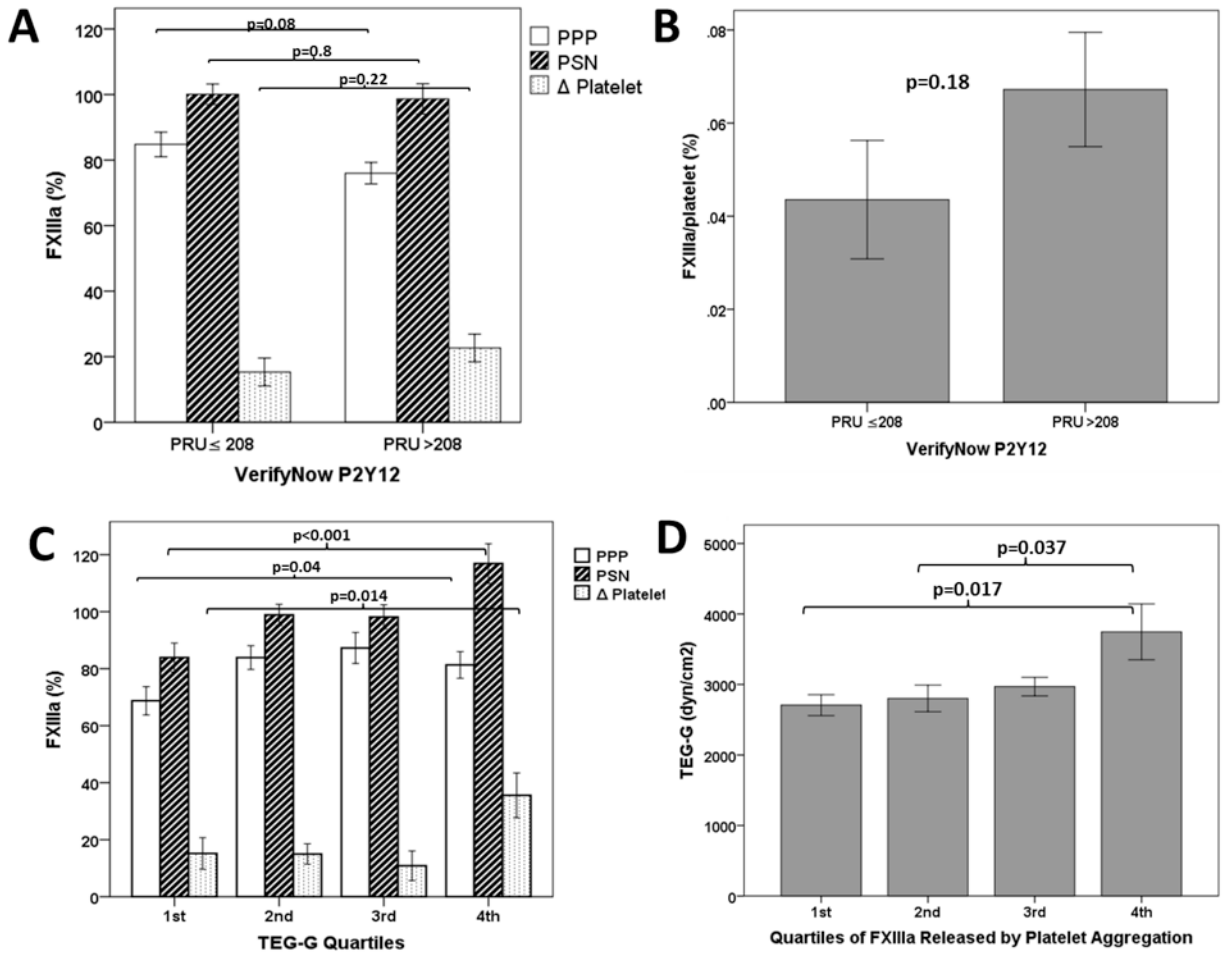 A
120
100
80
60
40
20
0
FXIIIa (%)
p=0.08
p=0.8
p=0.22
PPP
PSN
Δ Platelet
PRU≤ 208
PRU >208
VerifyNow P2Y12
B
.08
.06
.04
.02
.00
FXIIIa/platelet (%)
p=0.18
PRU ≤208
PRU >208
VerifyNow P2Y12
C
120
100
80
60
40
20
0
FXIIIa (%)
p<0.001
p=0.04
p=0.014
PPP
PSN
Δ Platelet
1st
2nd
3rd
4th
TEG-G Quartiles
D
5000
4000
3000
2000
1000
0
TEG-G (dyn/cm2)
p=0.037
p=0.017
1st
2nd
3rd
4th
Quartiles of FXIIIa Released by Platelet Aggregation